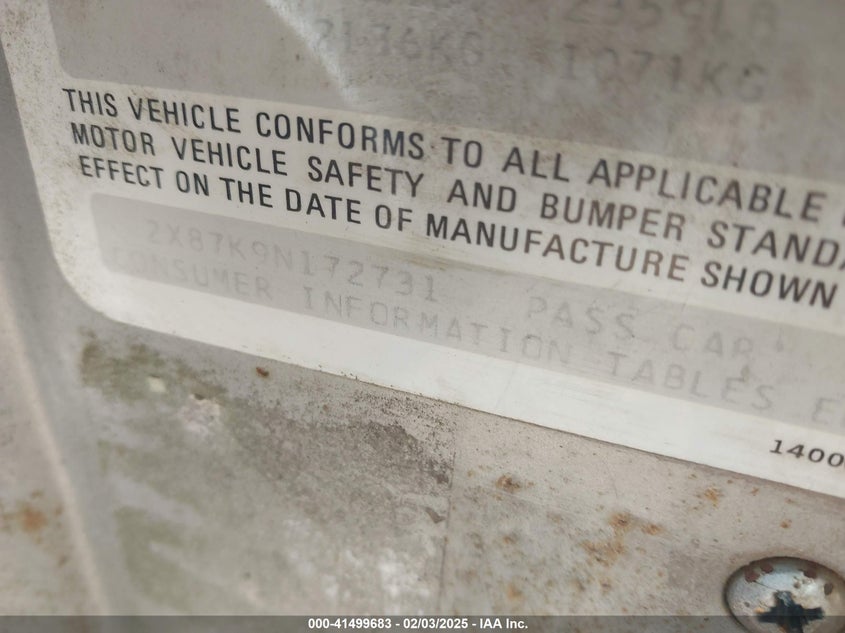 2359LB
2136KG 1071KG
THIS VEHICLE CONFORMS TO ALL APPLICABLE
MOTOR VEHICLE SAFETY AND BUMPER STANDA
EFFECT ON THE DATE OF MANUFACTURE SHOWN
2X87K9N172731 PASS CAR
CONSUMER INFORMATION TABLES
1400
000-41499683 - 02/03/2025 - IAA Inc.